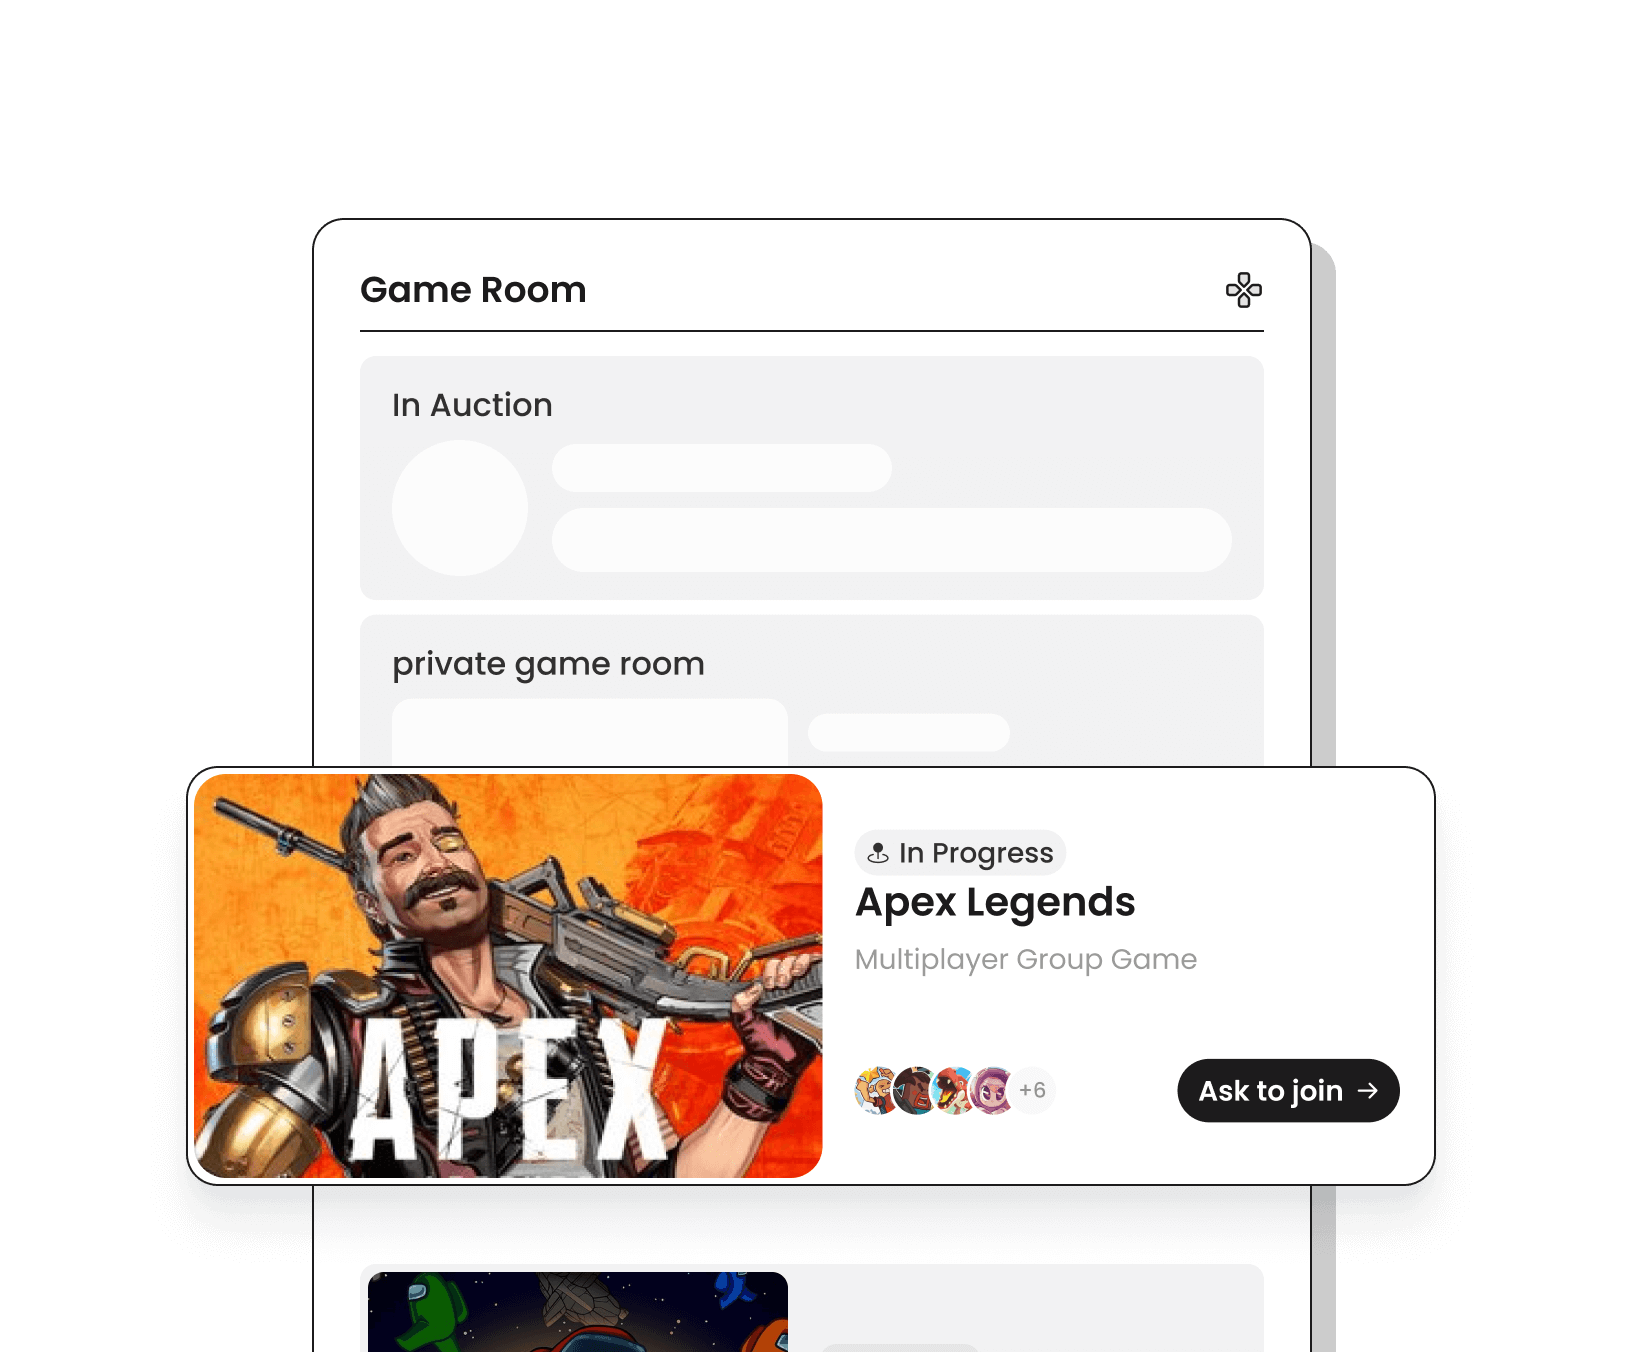 Game Room
In Auction
private game room
In Progress
Apex Legends
Multiplayer Group Game
+6
Ask to join
APEX